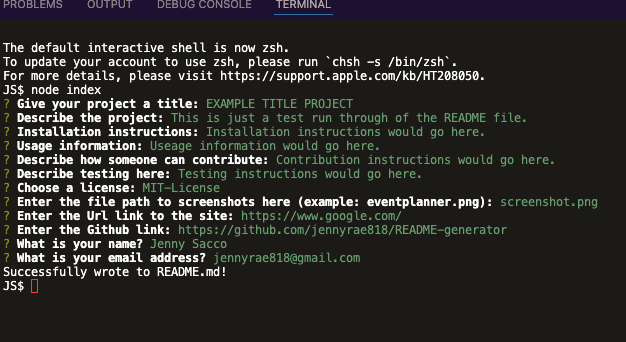 PROBLEMS OUTPUT DEBUG CONSOLE TERMINAL
The default interactive shell is now zsh.
To update your account to use zsh, please run `chsh -s /bin/zsh`.
For more details, please visit https://support.apple.com/kb/HT208050.
JS$ node index
? Give your project a title: EXAMPLE TITLE PROJECT
? Describe the project: This is just a test run through of the README file.
? Installation instructions: Installation instructions would go here.
? Usage information: Useage information would go here.
? Describe how someone can contribute: Contribution instructions would go here.
? Describe testing here: Testing instructions would go here.
? Choose a license: MIT-License
? Enter the file path to screenshots here (example: eventplanner.png): screenshot.png
? Enter the Url link to the site: https://www.google.com/
? Enter the Github link: https://github.com/jennyrae818/README-generator
? What is your name? Jenny Sacco
? What is your email address? jennyrae818@gmail.com
Successfully wrote to README.md!
JS$